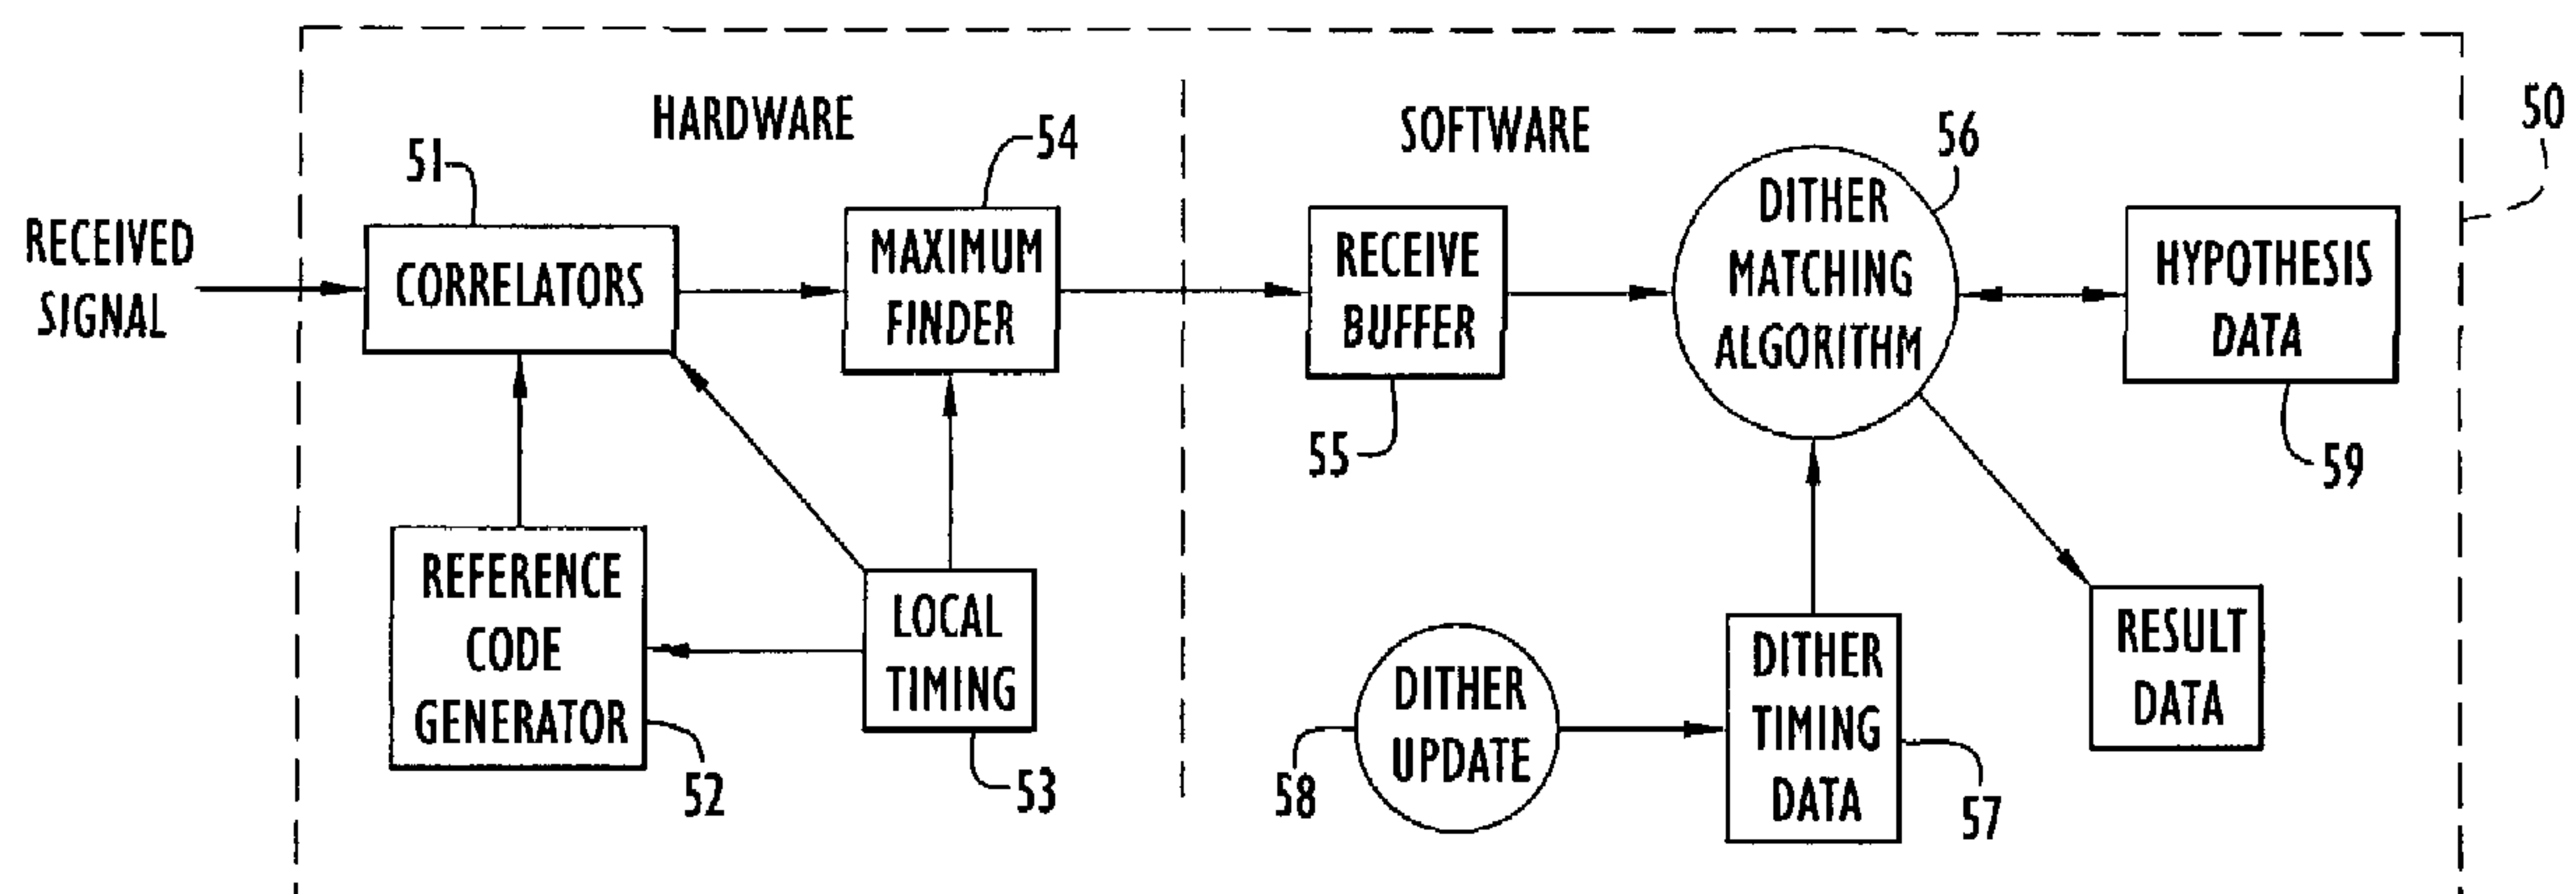 HARDWARE
SOFTWARE
50
51
54
56
RECEIVED
SIGNAL
CORRELATORS
MAXIMUM
FINDER
RECEIVE
BUFFER
DITHER
MATCHING
ALGORITHM
HYPOTHESIS
DATA
55
59
REFERENCE
CODE
GENERATOR
52
LOCAL
TIMING
53
58
DITHER
UPDATE
DITHER
TIMING
DATA
57
RESULT
DATA